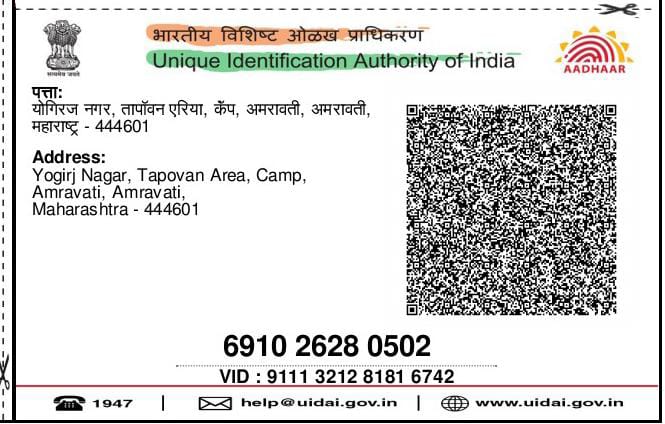 भारतीय विशिष्ट ओळख प्राधिकरण
Unique Identification Authority of India
सत्यमेव जयते
AADHAAR
पत्ता:
योगिरज नगर, तापॉवन एरिया, कॅंप, अमरावती, अमरावती,
महाराष्ट्र - 444601
Address:
Yogirj Nagar, Tapovan Area, Camp,
Amravati, Amravati,
Maharashtra - 444601
6910 2628 0502
VID : 9111 3212 8181 6742
1947 | help@uidai.gov.in | www.uidai.gov.in